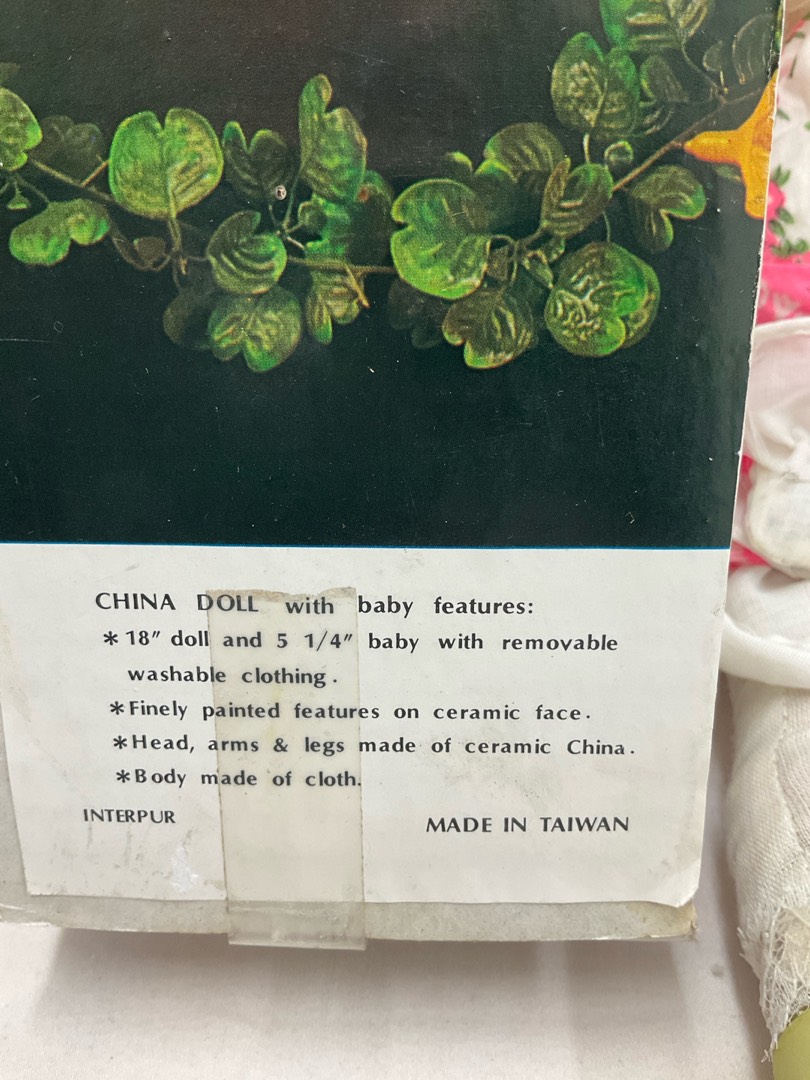 CHINA DOLL with baby features:
* 18" doll and 5 1/4" baby with removable
washable clothing.
*Finely painted features on ceramic face.
*Head, arms & legs made of ceramic China.
*Body made of cloth.
INTERPUR MADE IN TAIWAN